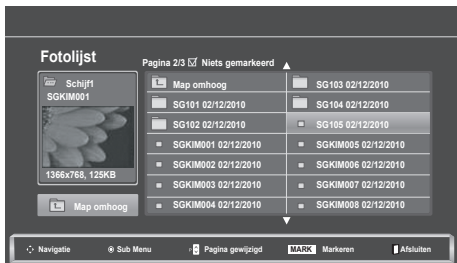 Fotolijst
Pagina 2/3 Niets gemarkeerd
Schijf1
SGKIM001
1366x768, 125KB
Map omhoog
Map omhoog
SG103 02/12/2010
SG101 02/12/2010
SG104 02/12/2010
SG102 02/12/2010
SG105 02/12/2010
SGKIM001 02/12/2010
SGKIM005 02/12/2010
SGKIM002 02/12/2010
SGKIM006 02/12/2010
SGKIM003 02/12/2010
SGKIM007 02/12/2010
SGKIM004 02/12/2010
SGKIM008 02/12/2010
Navigatie Sub Menu P Pagina gewijzigd MARK Markeren Afsluiten